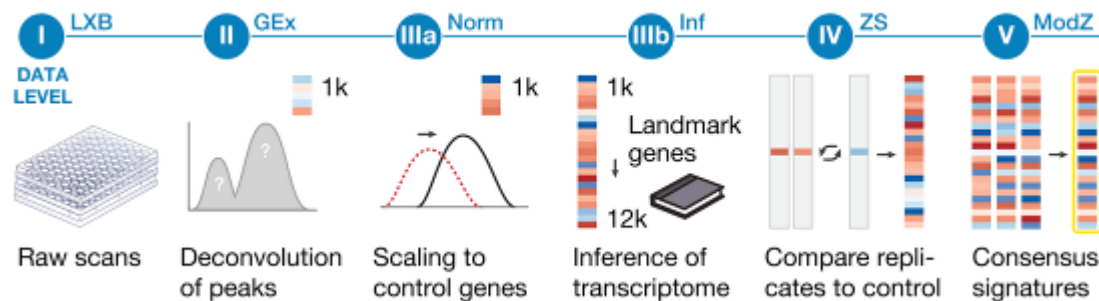 I LXB
II GEx
IIIa Norm
IIIb Inf
IV ZS
V ModZ
DATA
LEVEL
1k
1k
1k
Landmark
genes
12k
? ?
Raw scans
Deconvolution
of peaks
Scaling to
control genes
Inference of
transcriptome
Compare repli-
cates to control
Consensus
signatures